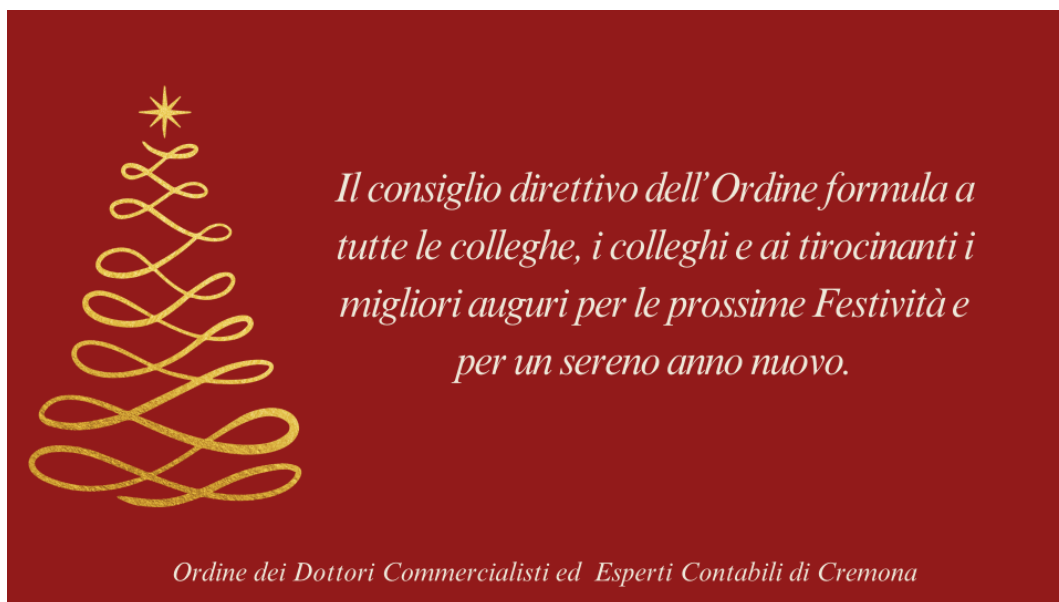 Il consiglio direttivo dell’Ordine formula a
tutte le colleghe, i colleghi e ai tirocinanti i
migliori auguri per le prossime Festività e
per un sereno anno nuovo.
Ordine dei Dottori Commercialisti ed  Esperti Contabili di Cremona